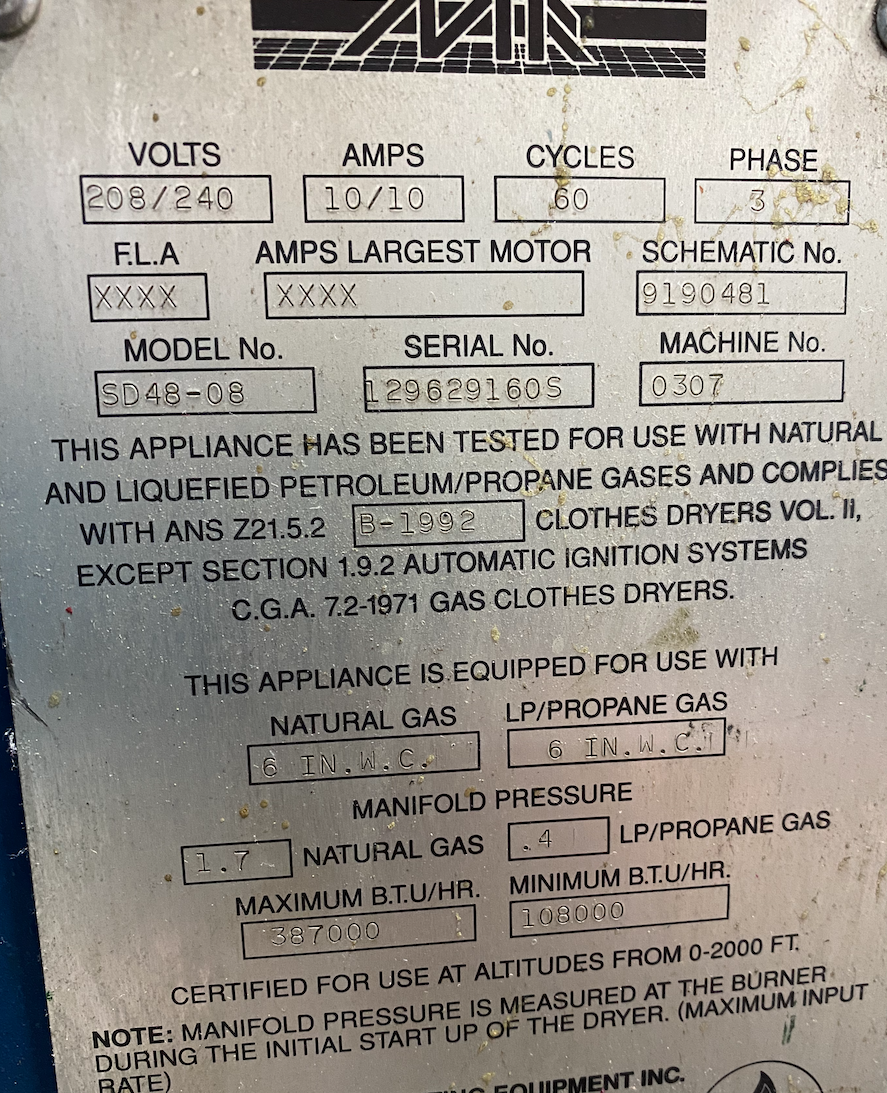 VOLTS AMPS CYCLES PHASE
208/240 10/10 60 3
F.L.A AMPS LARGEST MOTOR SCHEMATIC No.
XXXX XXXX 9190481
MODEL No. SERIAL No. MACHINE No.
SD48-08 129629160S 0307
THIS APPLIANCE HAS BEEN TESTED FOR USE WITH NATURAL
AND LIQUEFIED PETROLEUM/PROPANE GASES AND COMPLIES
WITH ANS Z21.5.2 B-1992 CLOTHES DRYERS VOL. II,
EXCEPT SECTION 1.9.2 AUTOMATIC IGNITION SYSTEMS
C.G.A. 7.2-1971 GAS CLOTHES DRYERS.
THIS APPLIANCE IS EQUIPPED FOR USE WITH
NATURAL GAS LP/PROPANE GAS
6 IN.W.C. 6 IN.W.C.
MANIFOLD PRESSURE
1.7 NATURAL GAS .4 LP/PROPANE GAS
MAXIMUM B.T.U/HR. MINIMUM B.T.U/HR.
387000 108000
CERTIFIED FOR USE AT ALTITUDES FROM 0-2000 FT.
NOTE: MANIFOLD PRESSURE IS MEASURED AT THE BURNER
DURING THE INITIAL START UP OF THE DRYER. (MAXIMUM INPUT
RATE)
EQUIPMENT INC.